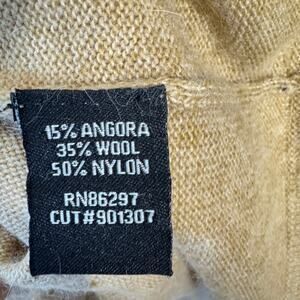 15% ANGORA
35% WOOL
50% NYLON
RN86297
CUT#901307